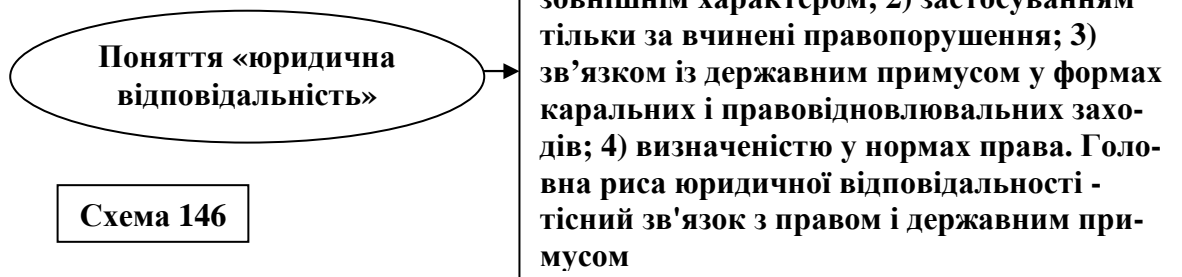 Поняття «юридична
відповідальність»
Схема 146
зовнішнім характером; 2) застосуванням
тільки за вчинені правопорушення; 3)
зв’язком із державним примусом у формах
каральних і правовідновлювальних захо-
дів; 4) визначеністю у нормах права. Голо-
вна риса юридичної відповідальності -
тісний зв'язок з правом і державним при-
мусом